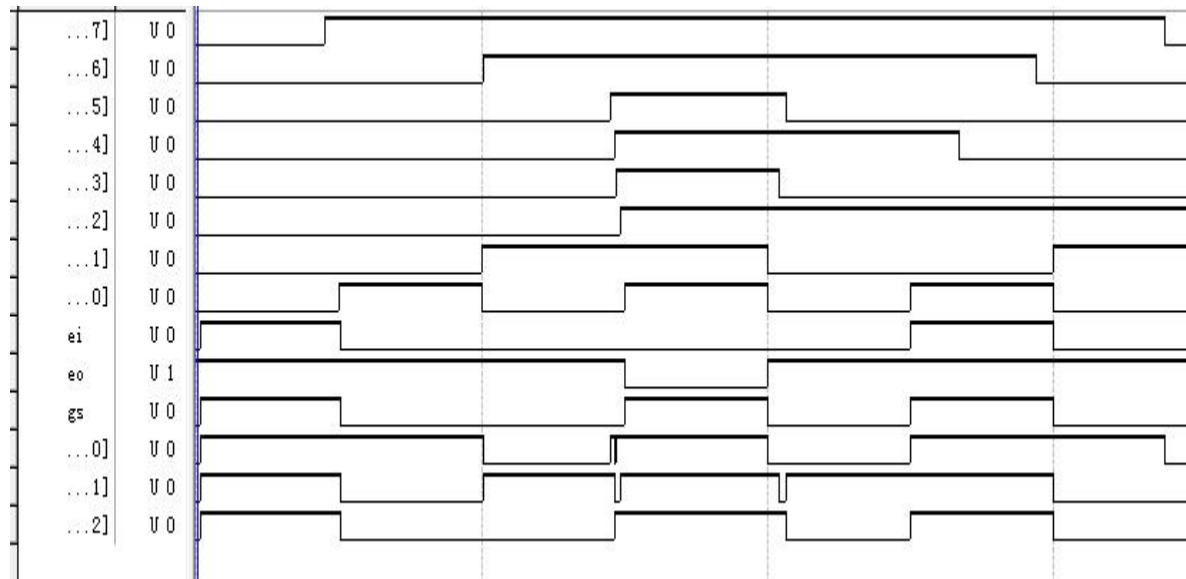 ...7] U 0
...6] U 0
...5] U 0
...4] U 0
...3] U 0
...2] U 0
...1] U 0
...0] U 0
ei U 0
eo U 1
gs U 0
...0] U 0
...1] U 0
...2] U 0